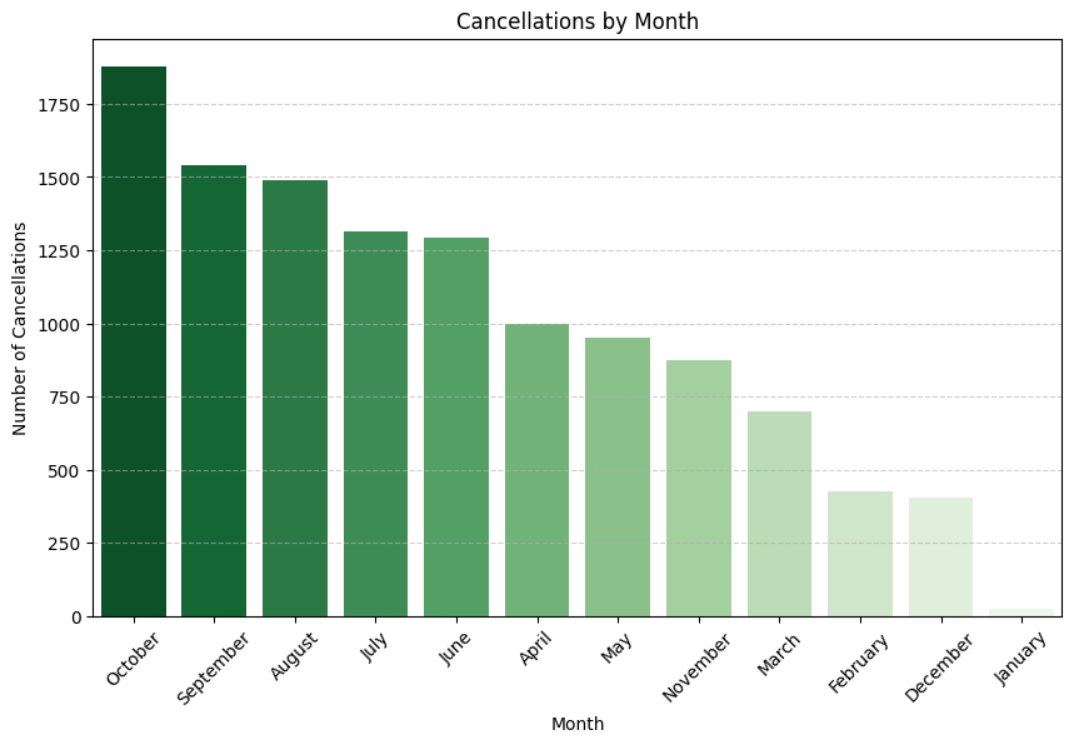 Cancellations by Month
Number of Cancellations
1750
1500
1250
1000
750
500
250
0
October
September
August
July
June
April
May
November
March
February
December
January
Month